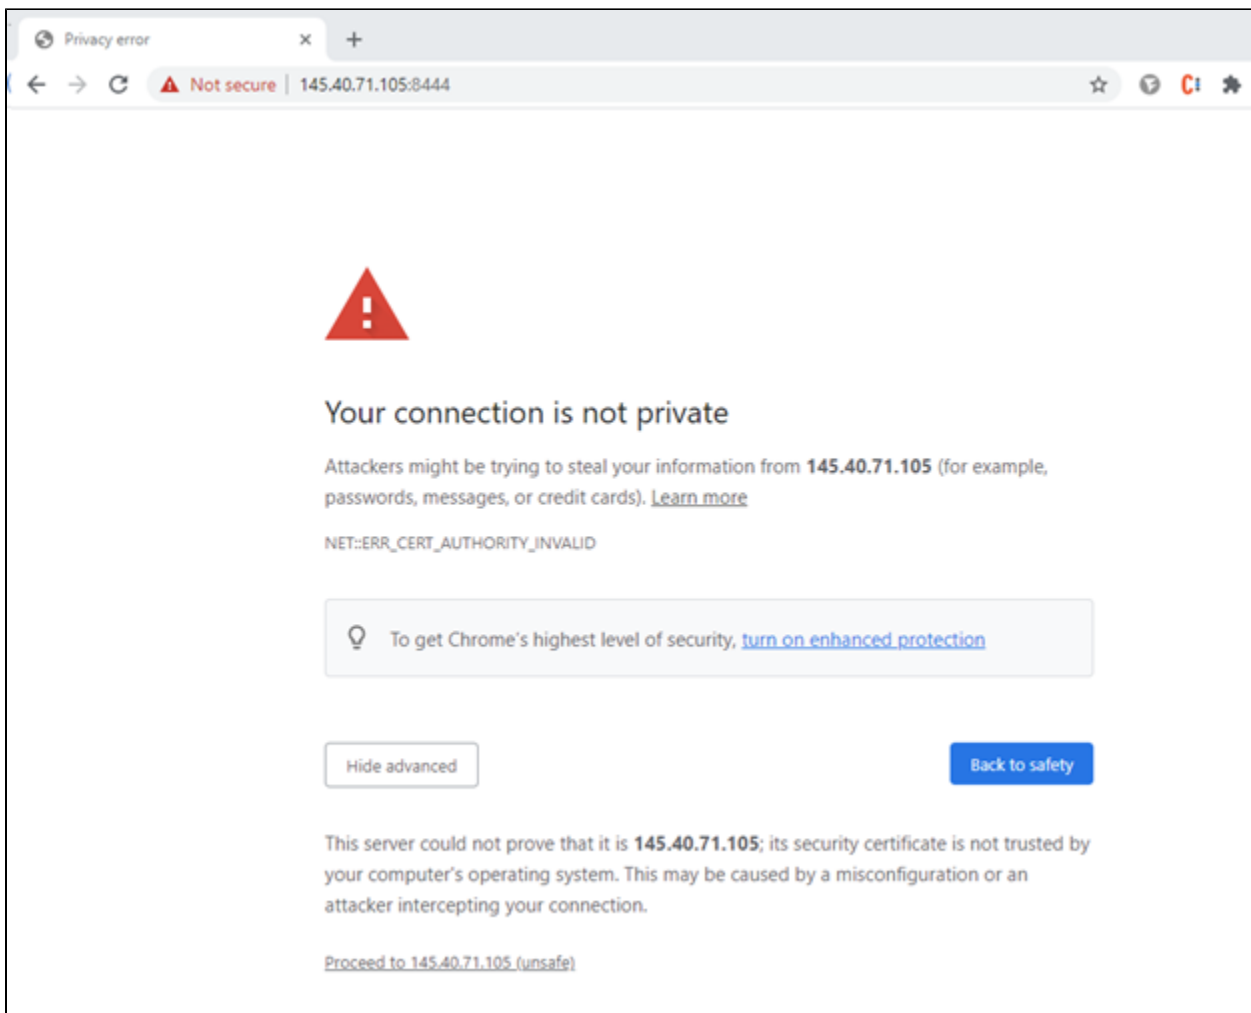 Privacy error
Not secure | 145.40.71.105:8444
Your connection is not private
Attackers might be trying to steal your information from 145.40.71.105 (for example,
passwords, messages, or credit cards). Learn more
NET::ERR_CERT_AUTHORITY_INVALID
To get Chrome's highest level of security, turn on enhanced protection
Hide advanced
Back to safety
This server could not prove that it is 145.40.71.105; its security certificate is not trusted by
your computer's operating system. This may be caused by a misconfiguration or an
attacker intercepting your connection.
Proceed to 145.40.71.105 (unsafe)